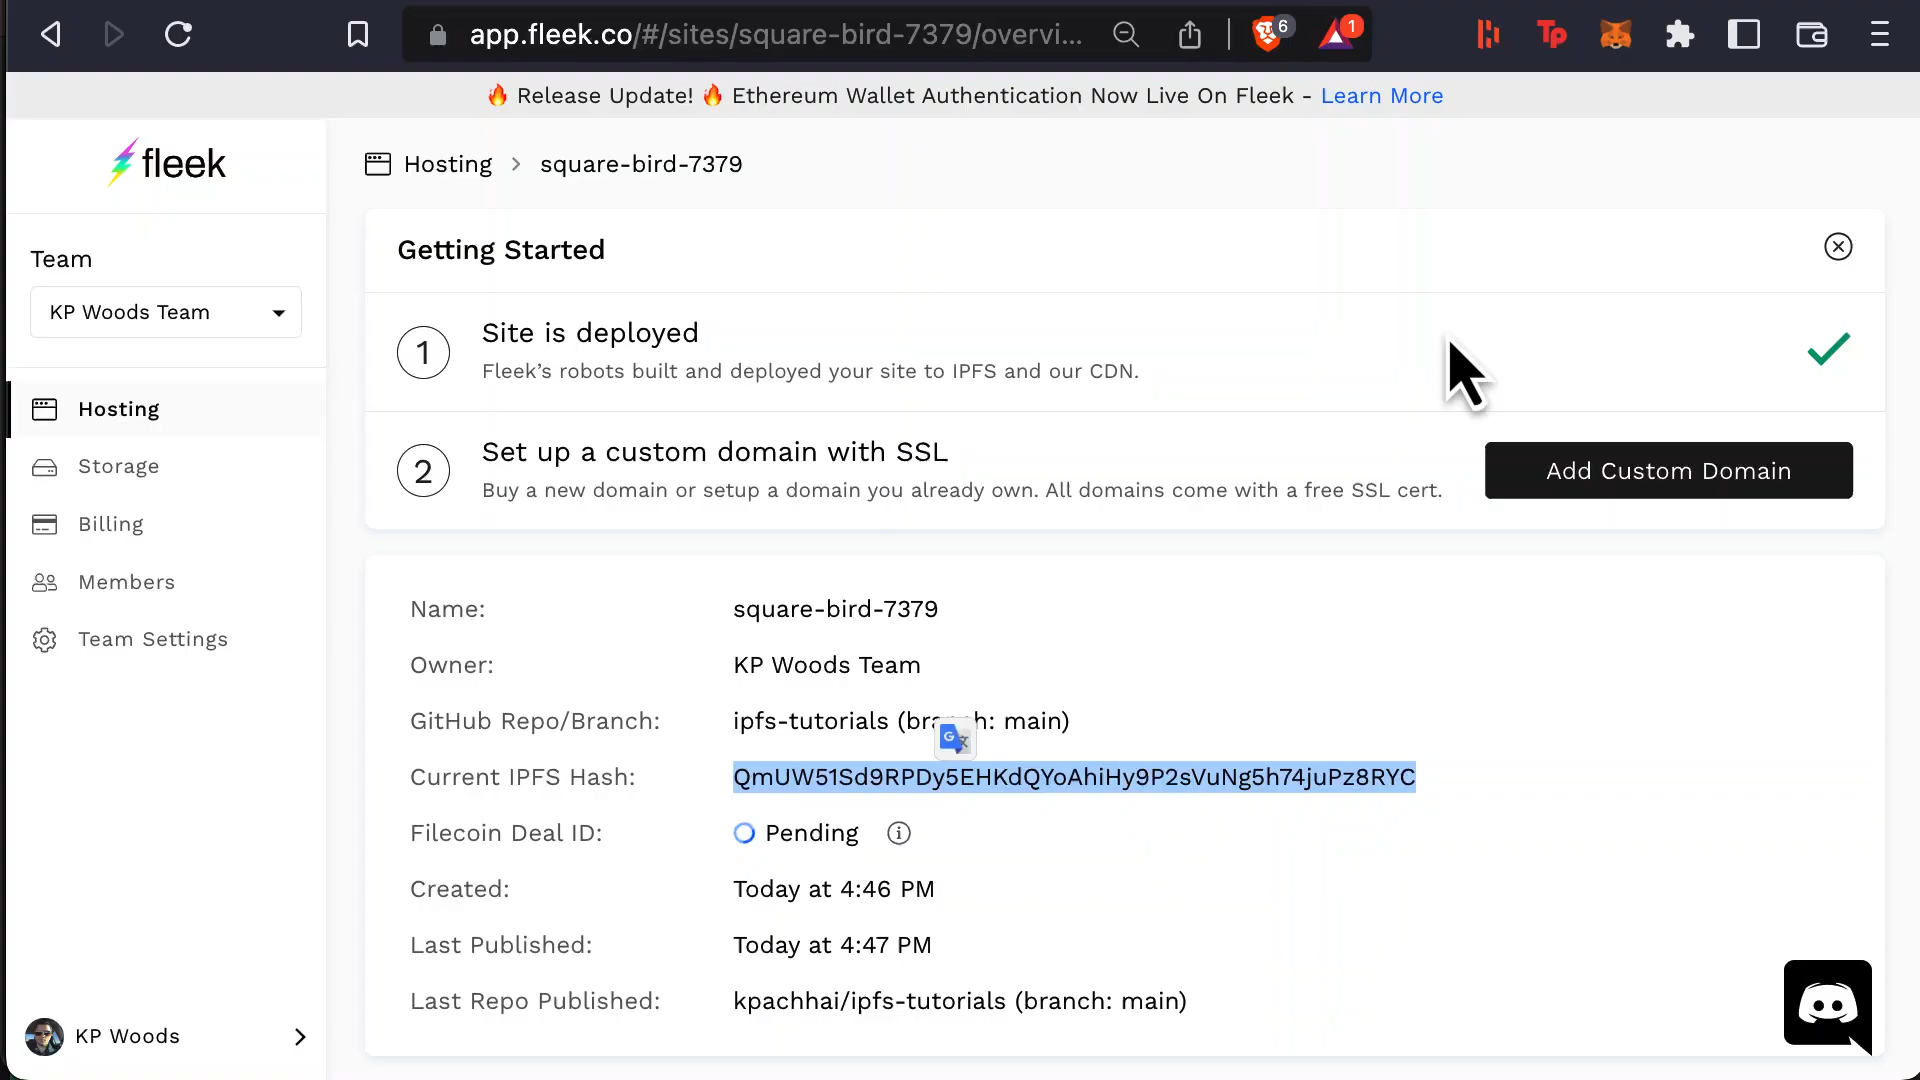 app.fleek.co/#/sites/square-bird-7379/overvi...
6
1
Tp
🔥 Release Update! 🔥 Ethereum Wallet Authentication Now Live On Fleek - Learn More
fleek
Hosting > square-bird-7379
Team
KP Woods Team
Hosting
Storage
Billing
Members
Team Settings
KP Woods
Getting Started
1
Site is deployed
Fleek’s robots built and deployed your site to IPFS and our CDN.
2
Set up a custom domain with SSL
Buy a new domain or setup a domain you already own. All domains come with a free SSL cert.
Add Custom Domain
Name: square-bird-7379
Owner: KP Woods Team
GitHub Repo/Branch: ipfs-tutorials (branch: main)
Current IPFS Hash: QmUW51Sd9RPDy5EHKdQYoAhiHy9P2sVuNg5h74juPz8RYC
Filecoin Deal ID: Pending
Created: Today at 4:46 PM
Last Published: Today at 4:47 PM
Last Repo Published: kpachhai/ipfs-tutorials (branch: main)